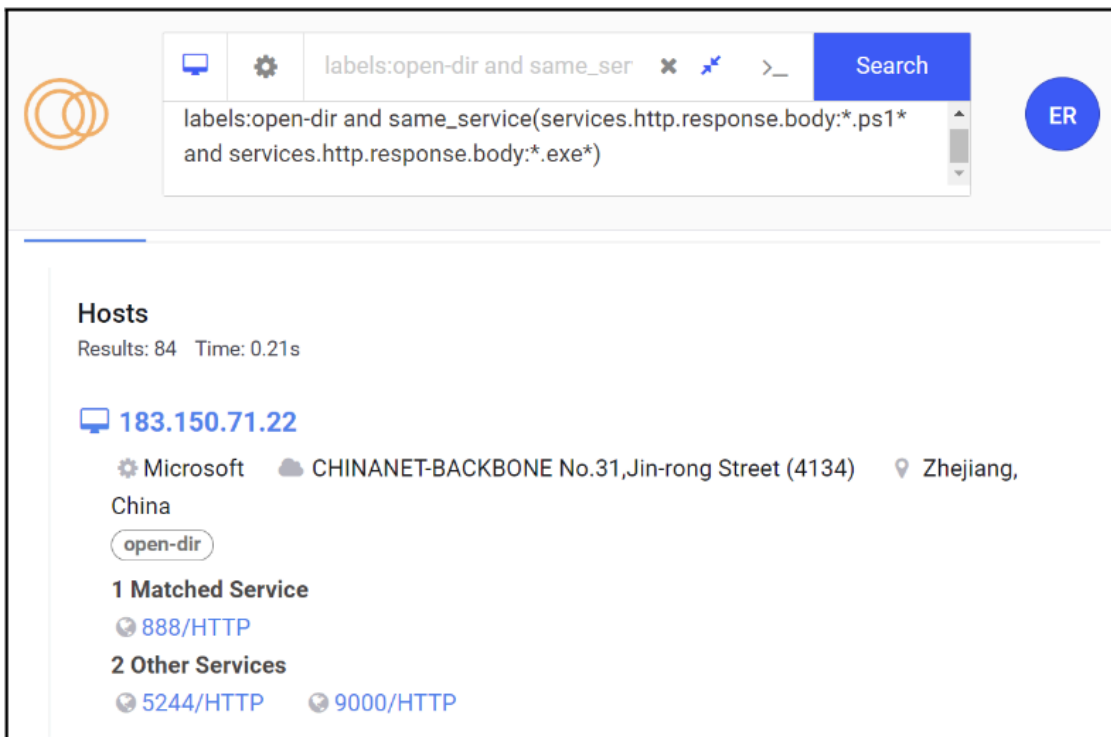 labels:open-dir and same_ser
>_
Search
labels:open-dir and same_service(services.http.response.body:*.ps1*
and services.http.response.body:*.exe*)
ER
Hosts
Results: 84 Time: 0.21s
183.150.71.22
Microsoft CHINANET-BACKBONE No.31,Jin-rong Street (4134) Zhejiang,
China
open-dir
1 Matched Service
888/HTTP
2 Other Services
5244/HTTP 9000/HTTP